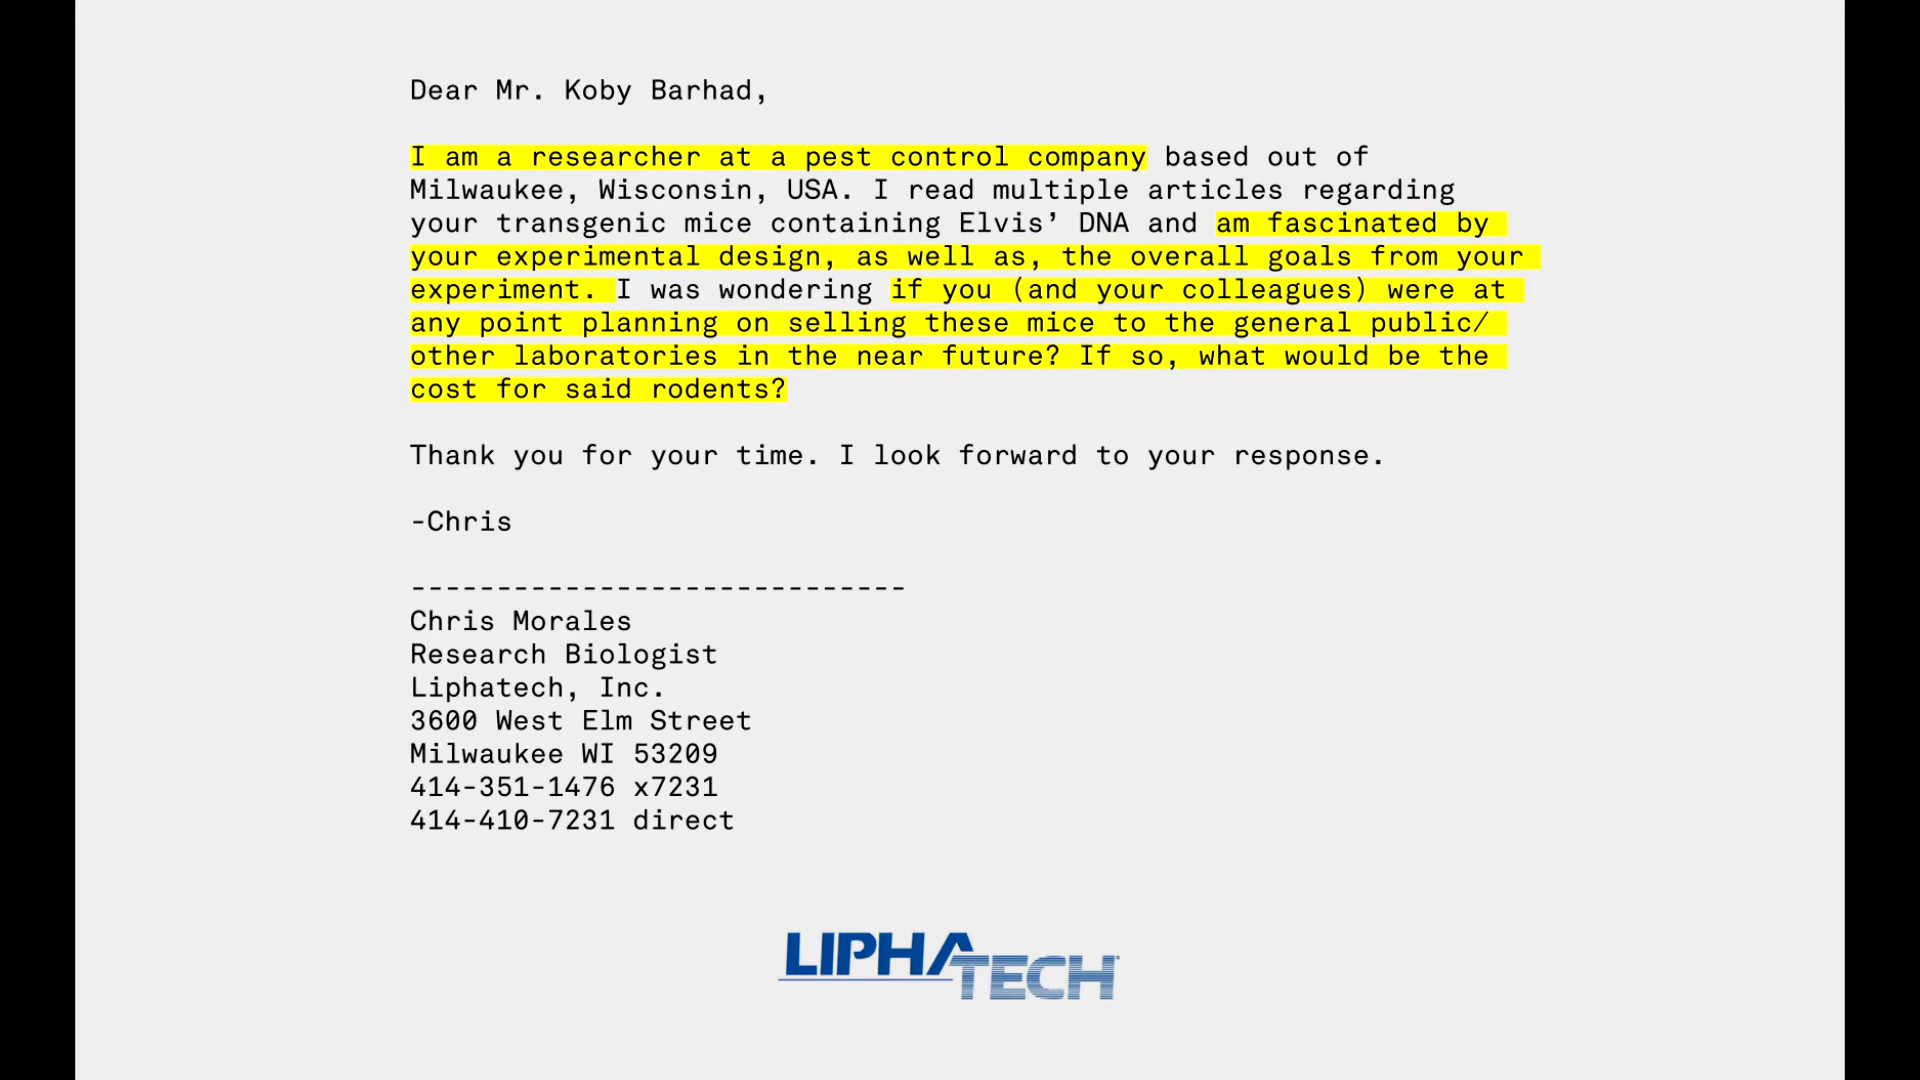 Dear Mr. Koby Barhad,
I am a researcher at a pest control company based out of
Milwaukee, Wisconsin, USA. I read multiple articles regarding
your transgenic mice containing Elvis’ DNA and am fascinated by
your experimental design, as well as, the overall goals from your
experiment. I was wondering if you (and your colleagues) were at
any point planning on selling these mice to the general public/
other laboratories in the near future? If so, what would be the
cost for said rodents?
Thank you for your time. I look forward to your response.
-Chris
-----------------------------
Chris Morales
Research Biologist
Liphatech, Inc.
3600 West Elm Street
Milwaukee WI 53209
414-351-1476 x7231
414-410-7231 direct
LIPHATECH